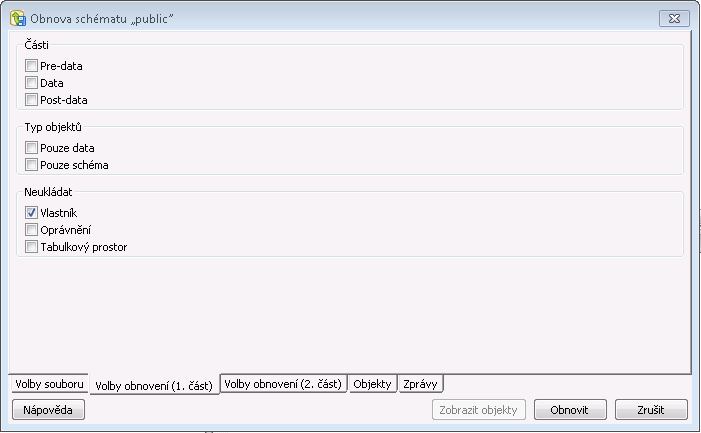 Obnova schématu „public”
Části
Pre-data
Data
Post-data
Typ objektů
Pouze data
Pouze schéma
Neukládat
Vlastník
Oprávnění
Tabulkový prostor
Volby souboru Volby obnovení (1. část) Volby obnovení (2. část) Objekty Zprávy
Nápověda Zobrazit objekty Obnovit Zrušit